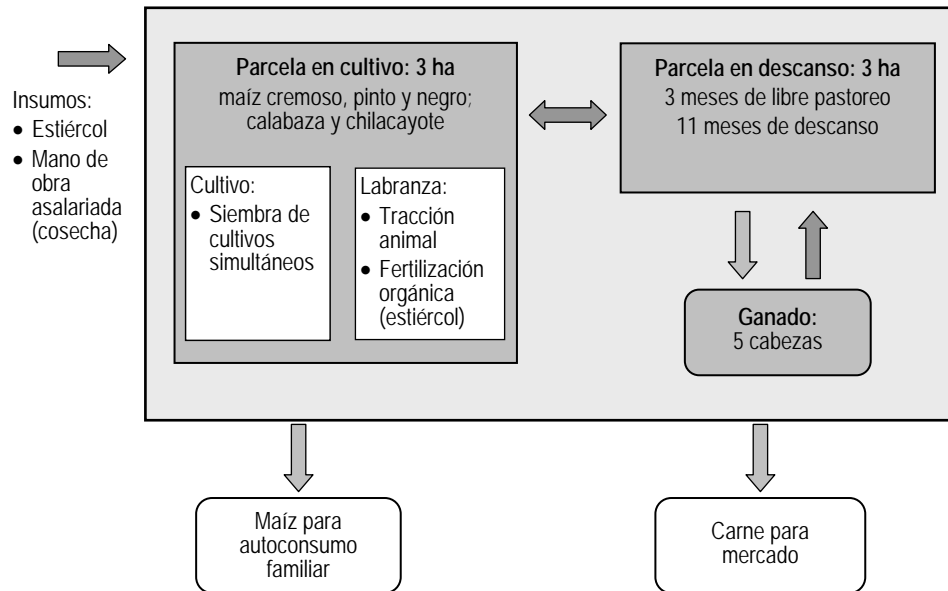 Insumos:
• Estiércol
• Mano de
obra
asalariada
(cosecha)
Parcela en cultivo: 3 ha
maíz cremoso, pinto y negro;
calabaza y chilacayote
Cultivo:
• Siembra de
cultivos
simultáneos
Labranza:
• Tracción
animal
• Fertilización
orgánica
(estiércol)
Parcela en descanso: 3 ha
3 meses de libre pastoreo
11 meses de descanso
Ganado:
5 cabezas
Maíz para
autoconsumo
familiar
Carne para
mercado